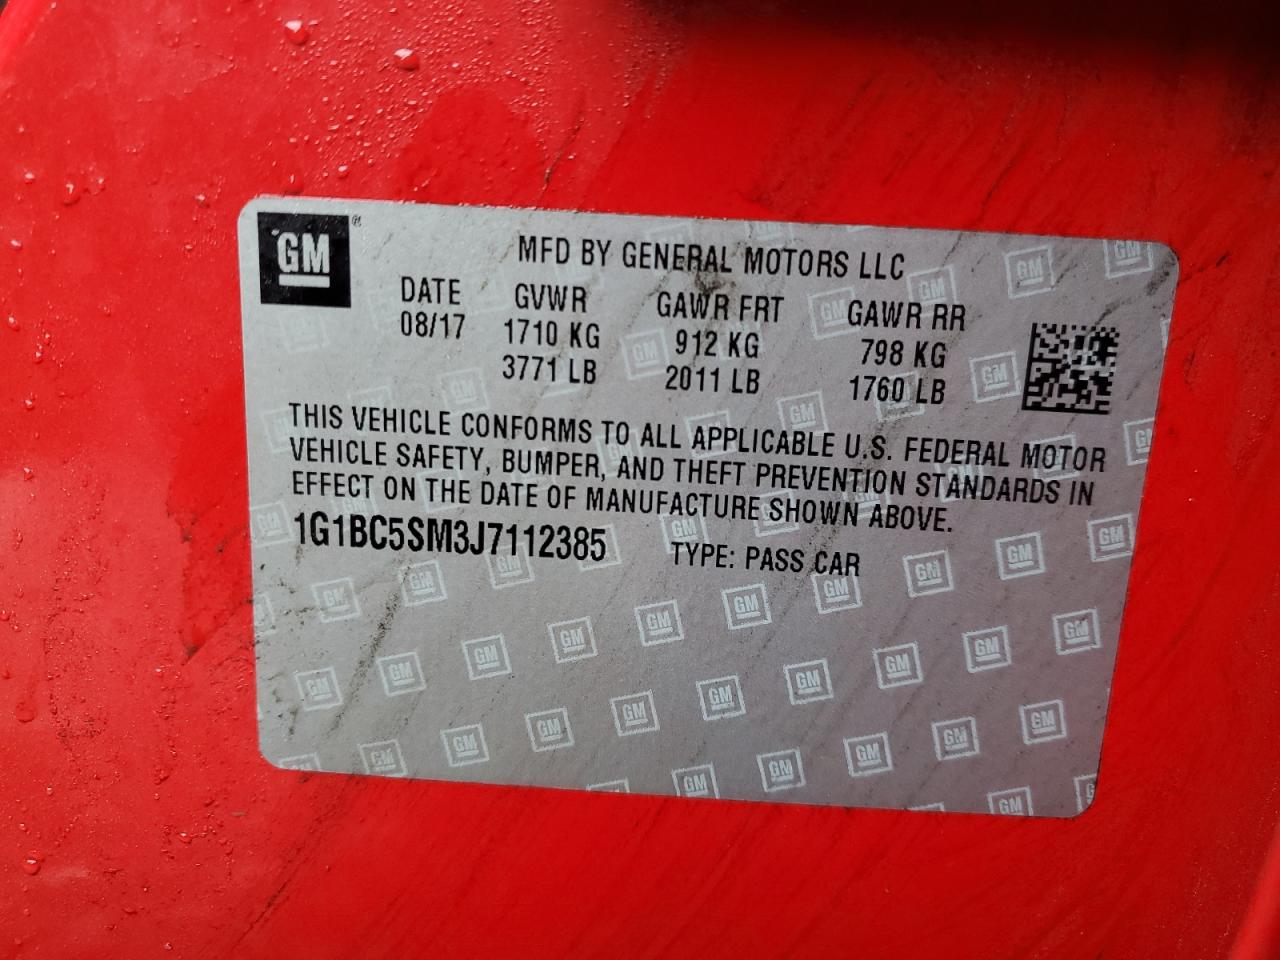 GM ®
MFD BY GENERAL MOTORS LLC
DATE GVWR GAWR FRT GAWR RR
08/17 1710 KG 912 KG 798 KG
3771 LB 2011 LB 1760 LB
THIS VEHICLE CONFORMS TO ALL APPLICABLE U.S. FEDERAL MOTOR
VEHICLE SAFETY, BUMPER, AND THEFT PREVENTION STANDARDS IN
EFFECT ON THE DATE OF MANUFACTURE SHOWN ABOVE.
1G1BC5SM3J7112385 TYPE: PASS CAR